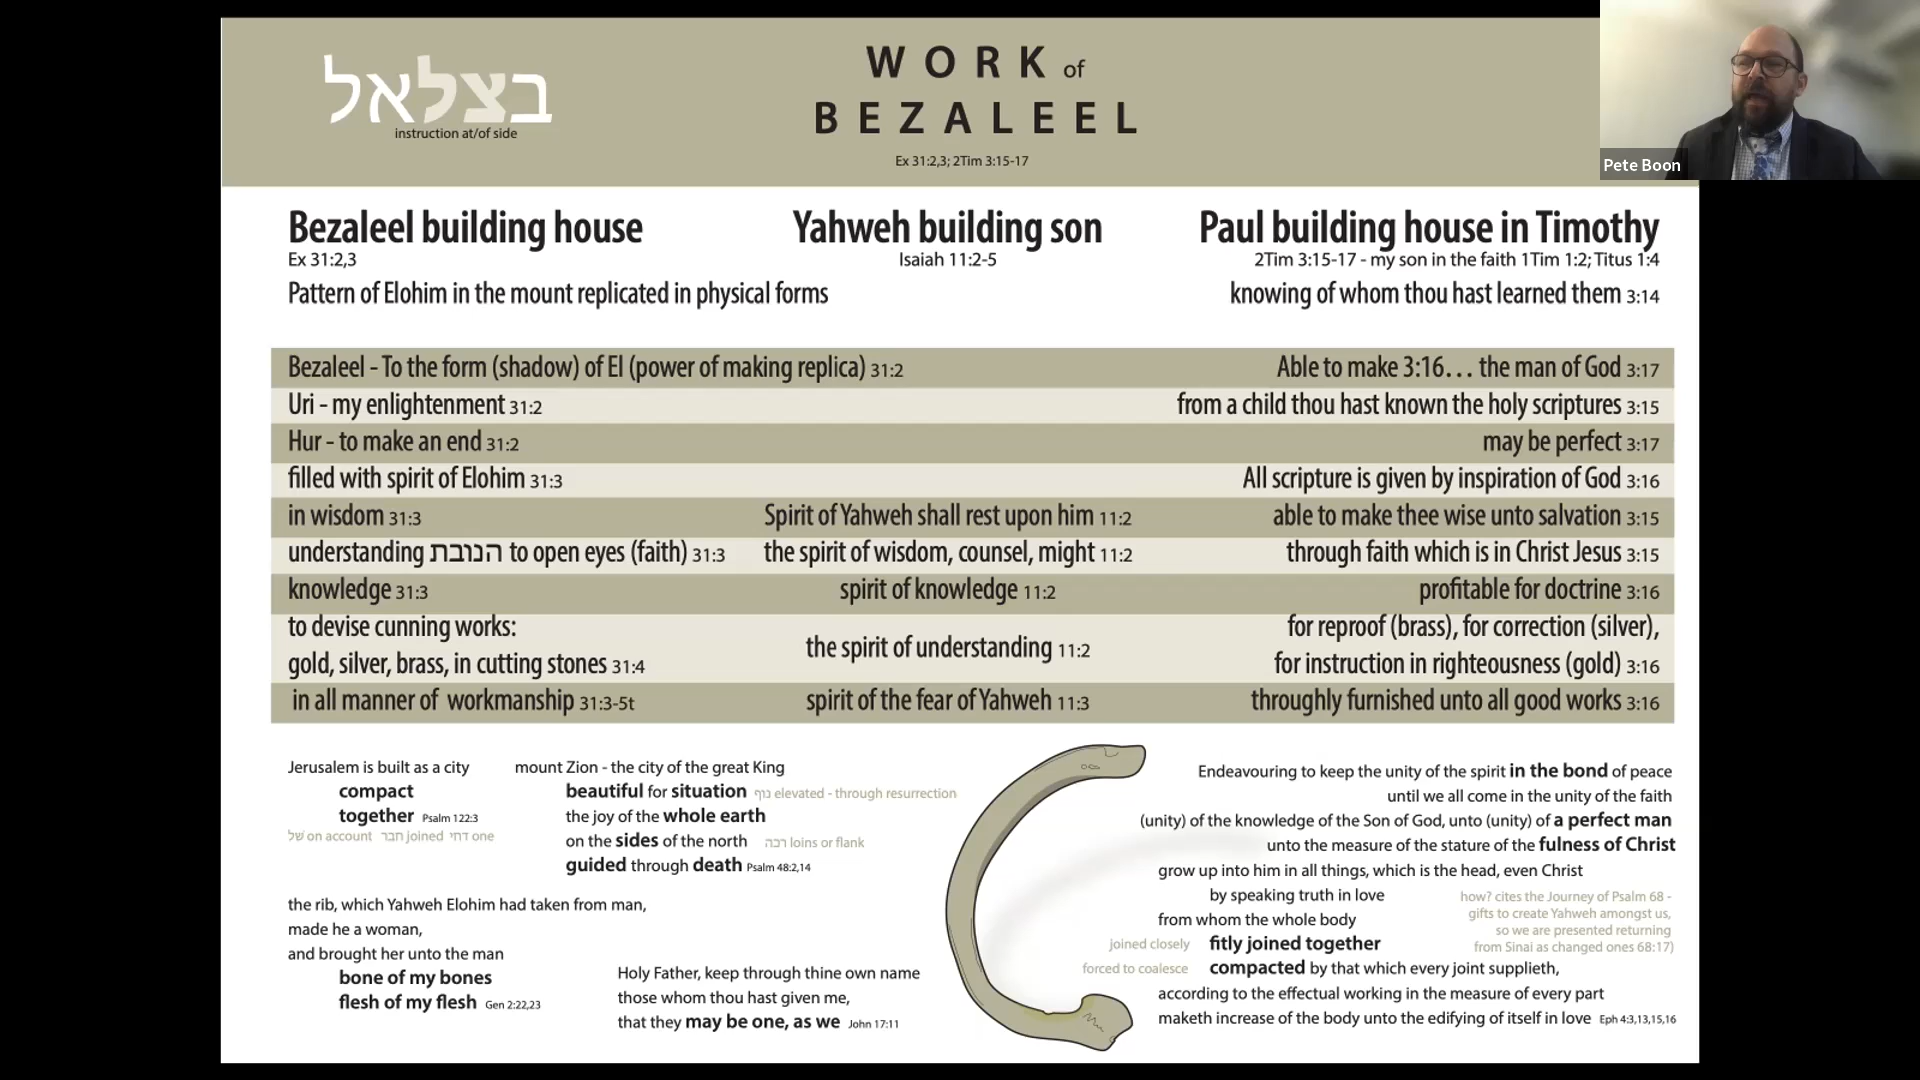 בצלאל
instruction at/of side
WORK of
BEZALEEL
Ex 31:2,3; 2Tim 3:15-17
Pete Boon
Bezaleel building house
Ex 31:2,3
Pattern of Elohim in the mount replicated in physical forms
Yahweh building son
Isaiah 11:2-5
Paul building house in Timothy
2Tim 3:15-17 - my son in the faith 1Tim 1:2; Titus 1:4
knowing of whom thou hast learned them 3:14
Bezaleel - To the form (shadow) of El (power of making replica) 31:2 Able to make 3:16… the man of God 3:17
Uri - my enlightenment 31:2 from a child thou hast known the holy scriptures 3:15
Hur - to make an end 31:2 may be perfect 3:17
filled with spirit of Elohim 31:3 All scripture is given by inspiration of God 3:16
in wisdom 31:3 Spirit of Yahweh shall rest upon him 11:2 able to make thee wise unto salvation 3:15
understanding הנובת to open eyes (faith) 31:3 the spirit of wisdom, counsel, might 11:2 through faith which is in Christ Jesus 3:15
knowledge 31:3 spirit of knowledge 11:2 profitable for doctrine 3:16
to devise cunning works:
gold, silver, brass, in cutting stones 31:4
the spirit of understanding 11:2
for reproof (brass), for correction (silver),
for instruction in righteousness (gold) 3:16
in all manner of workmanship 31:3-5t spirit of the fear of Yahweh 11:3 throughly furnished unto all good works 3:16
Jerusalem is built as a city
compact
together Psalm 122:3
של on account חבר joined דחי one
mount Zion - the city of the great King
beautiful for situation נוף elevated - through resurrection
the joy of the whole earth
on the sides of the north רכה loins or flank
guided through death Psalm 48:2,14
the rib, which Yahweh Elohim had taken from man,
made he a woman,
and brought her unto the man
bone of my bones
flesh of my flesh Gen 2:22,23
Holy Father, keep through thine own name
those whom thou hast given me,
that they may be one, as we John 17:11
Endeavouring to keep the unity of the spirit in the bond of peace
until we all come in the unity of the faith
(unity) of the knowledge of the Son of God, unto (unity) of a perfect man
unto the measure of the stature of the fulness of Christ
grow up into him in all things, which is the head, even Christ
by speaking truth in love
from whom the whole body
joined closely fitly joined together
forced to coalesce compacted by that which every joint supplieth,
according to the effectual working in the measure of every part
maketh increase of the body unto the edifying of itself in love Eph 4:3,13,15,16
how? cites the Journey of Psalm 68 -
gifts to create Yahweh amongst us,
so we are presented returning
from Sinai as changed ones 68:17)